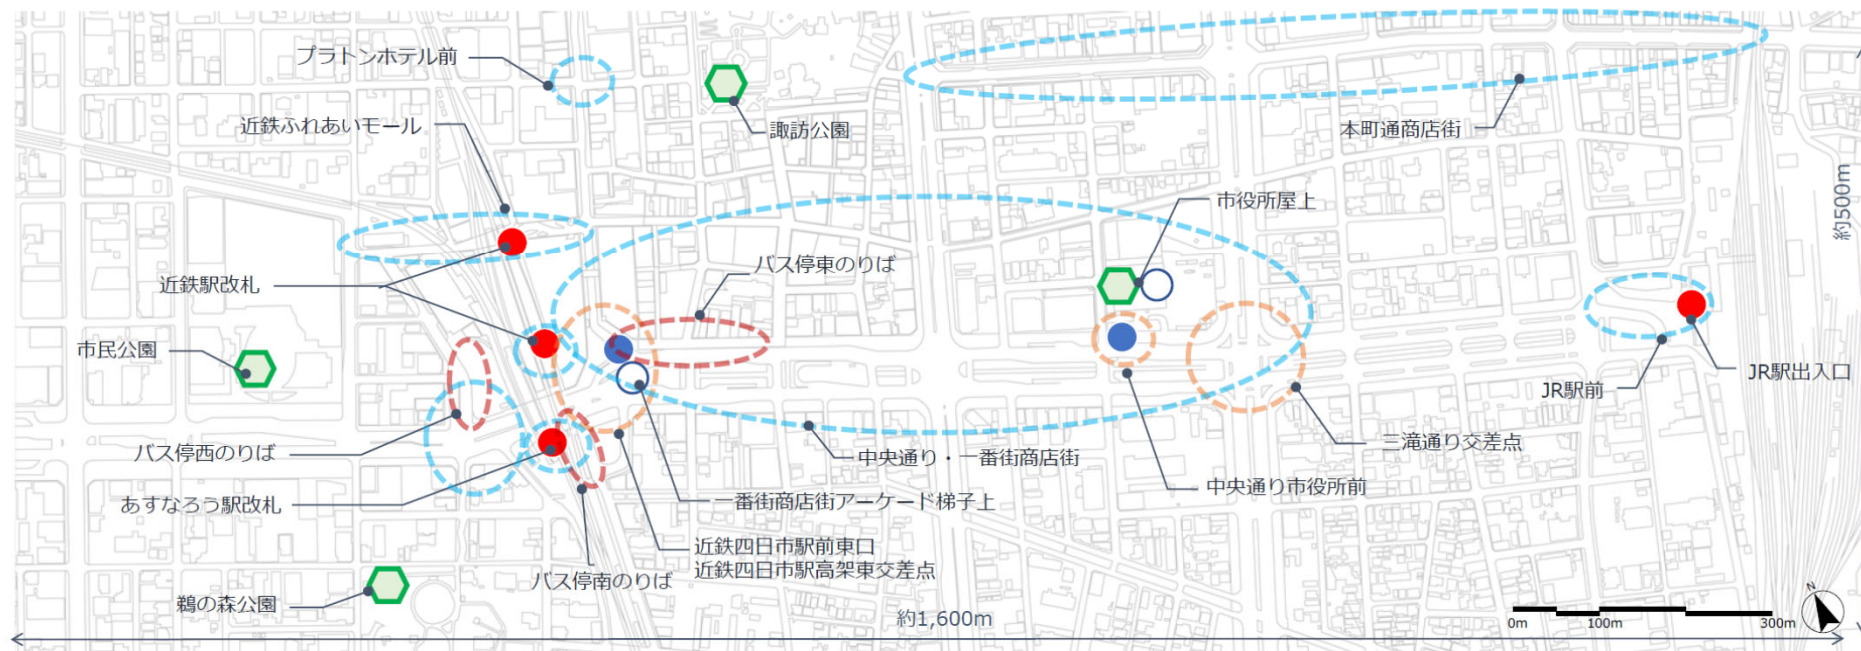 プラトンホテル前
近鉄ふれあいモール
諏訪公園
本町通商店街
市役所屋上
約500m
バス停東のりば
近鉄駅改札
市民公園
JR駅出入口
JR駅前
三滝通り交差点
バス停西のりば
中央通り・一番街商店街
中央通り市役所前
あすなろう駅改札
一番街商店街アーケード梯子上
近鉄四日市駅前東口
近鉄四日市駅高架東交差点
バス停南のりば
鵜の森公園
約1,600m
N
0m 100m 300m